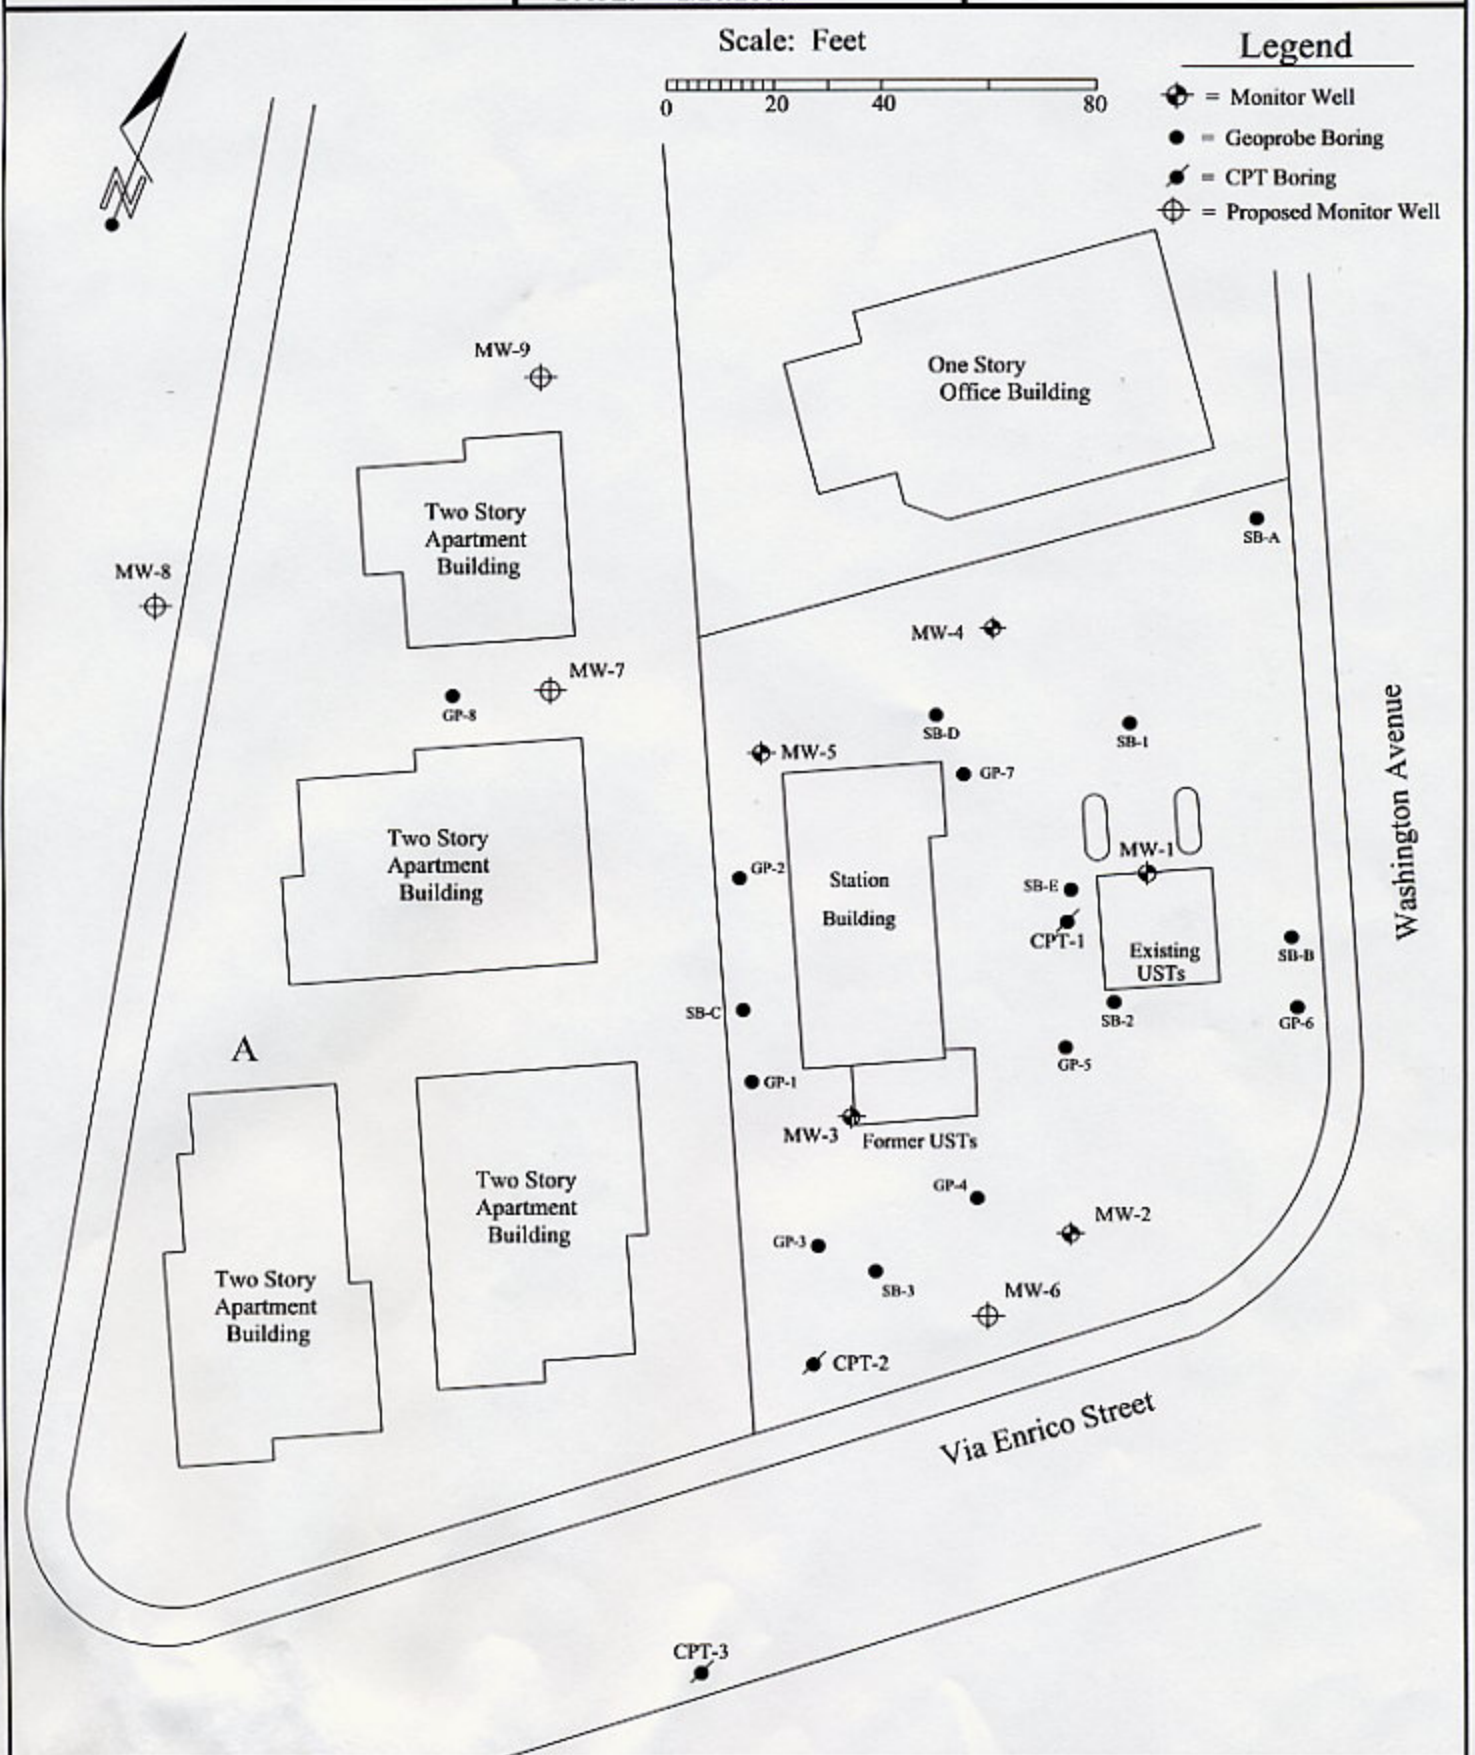 Scale: Feet
0 20 40 80
Legend
= Monitor Well
= Geoprobe Boring
= CPT Boring
= Proposed Monitor Well
N
MW-9
One Story
Office Building
Two Story
Apartment
Building
SB-A
MW-8
MW-4
MW-7
GP-8
SB-D
SB-1
MW-5
GP-7
Washington Avenue
Two Story
Apartment
Building
MW-1
GP-2
Station
Building
SB-E
CPT-1
Existing
USTs
SB-B
SB-C
SB-2
GP-6
A
GP-5
GP-1
MW-3
Former USTs
Two Story
Apartment
Building
GP-4
MW-2
GP-3
SB-3
MW-6
Two Story
Apartment
Building
CPT-2
Via Enrico Street
CPT-3